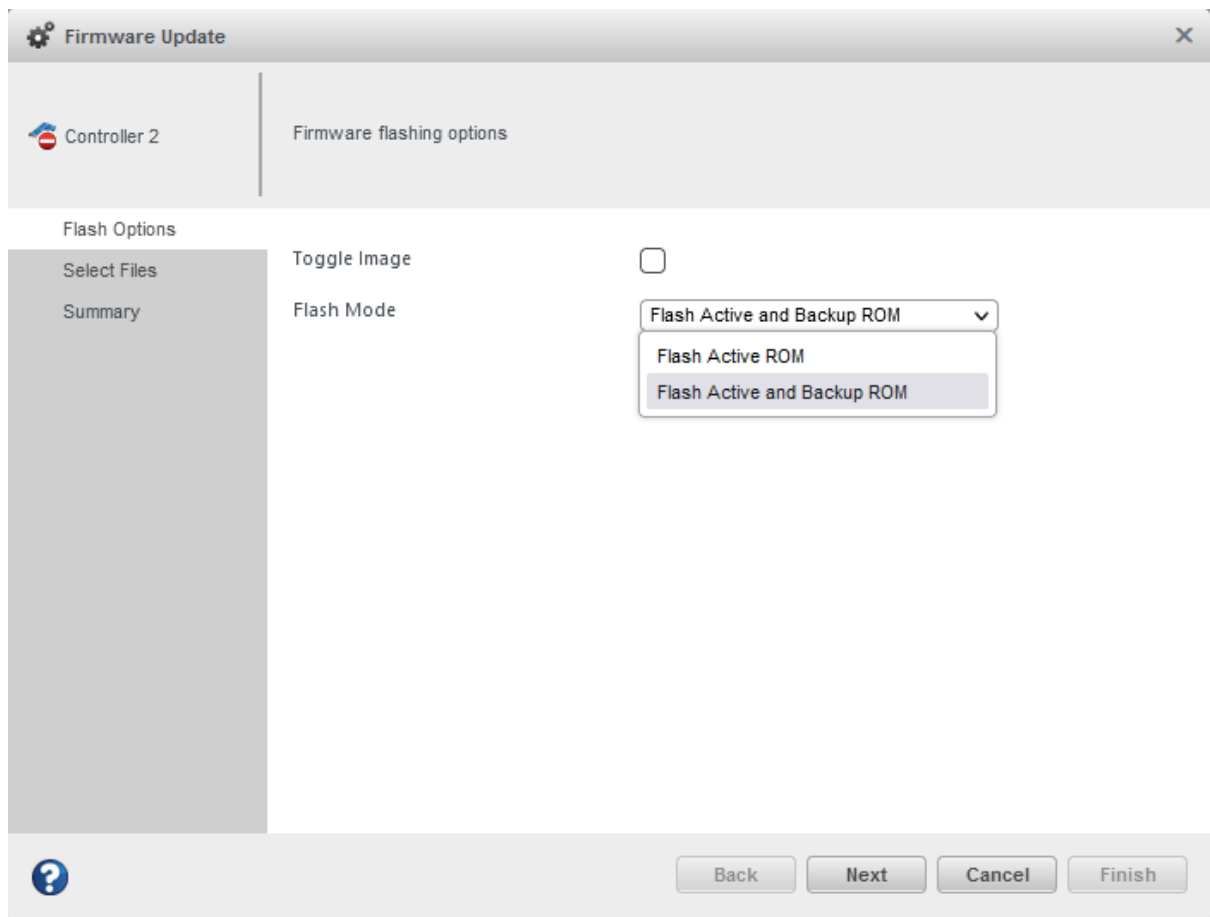 Firmware Update
Controller 2
Firmware flashing options
Flash Options
Select Files
Summary
Toggle Image
Flash Mode
Flash Active and Backup ROM
Flash Active ROM
Flash Active and Backup ROM
?
Back
Next
Cancel
Finish